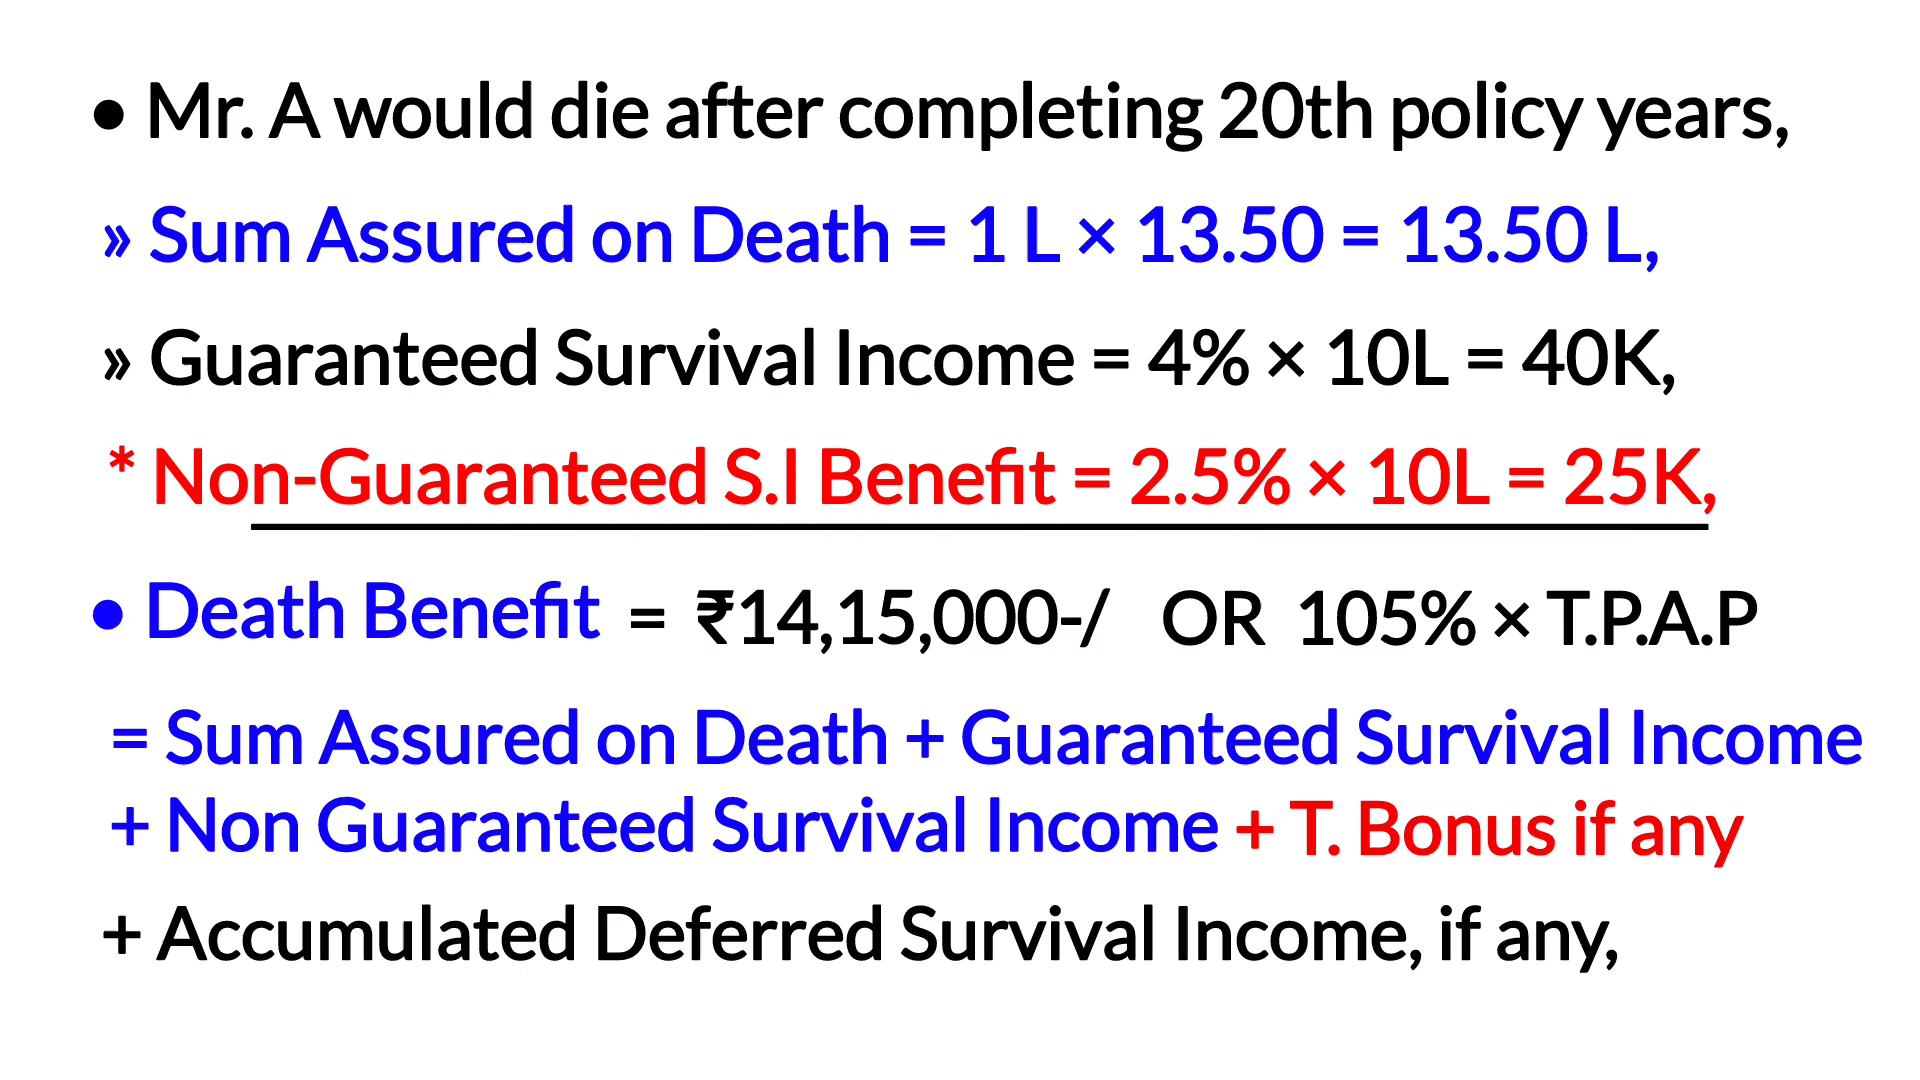 • Mr. A would die after completing 20th policy years,
» Sum Assured on Death = 1 L × 13.50 = 13.50 L,
» Guaranteed Survival Income = 4% × 10L = 40K,
* Non-Guaranteed S.I Benefit = 2.5% × 10L = 25K,
• Death Benefit = ₹14,15,000-/ OR 105% × T.P.A.P
= Sum Assured on Death + Guaranteed Survival Income
+ Non Guaranteed Survival Income + T. Bonus if any
+ Accumulated Deferred Survival Income, if any,